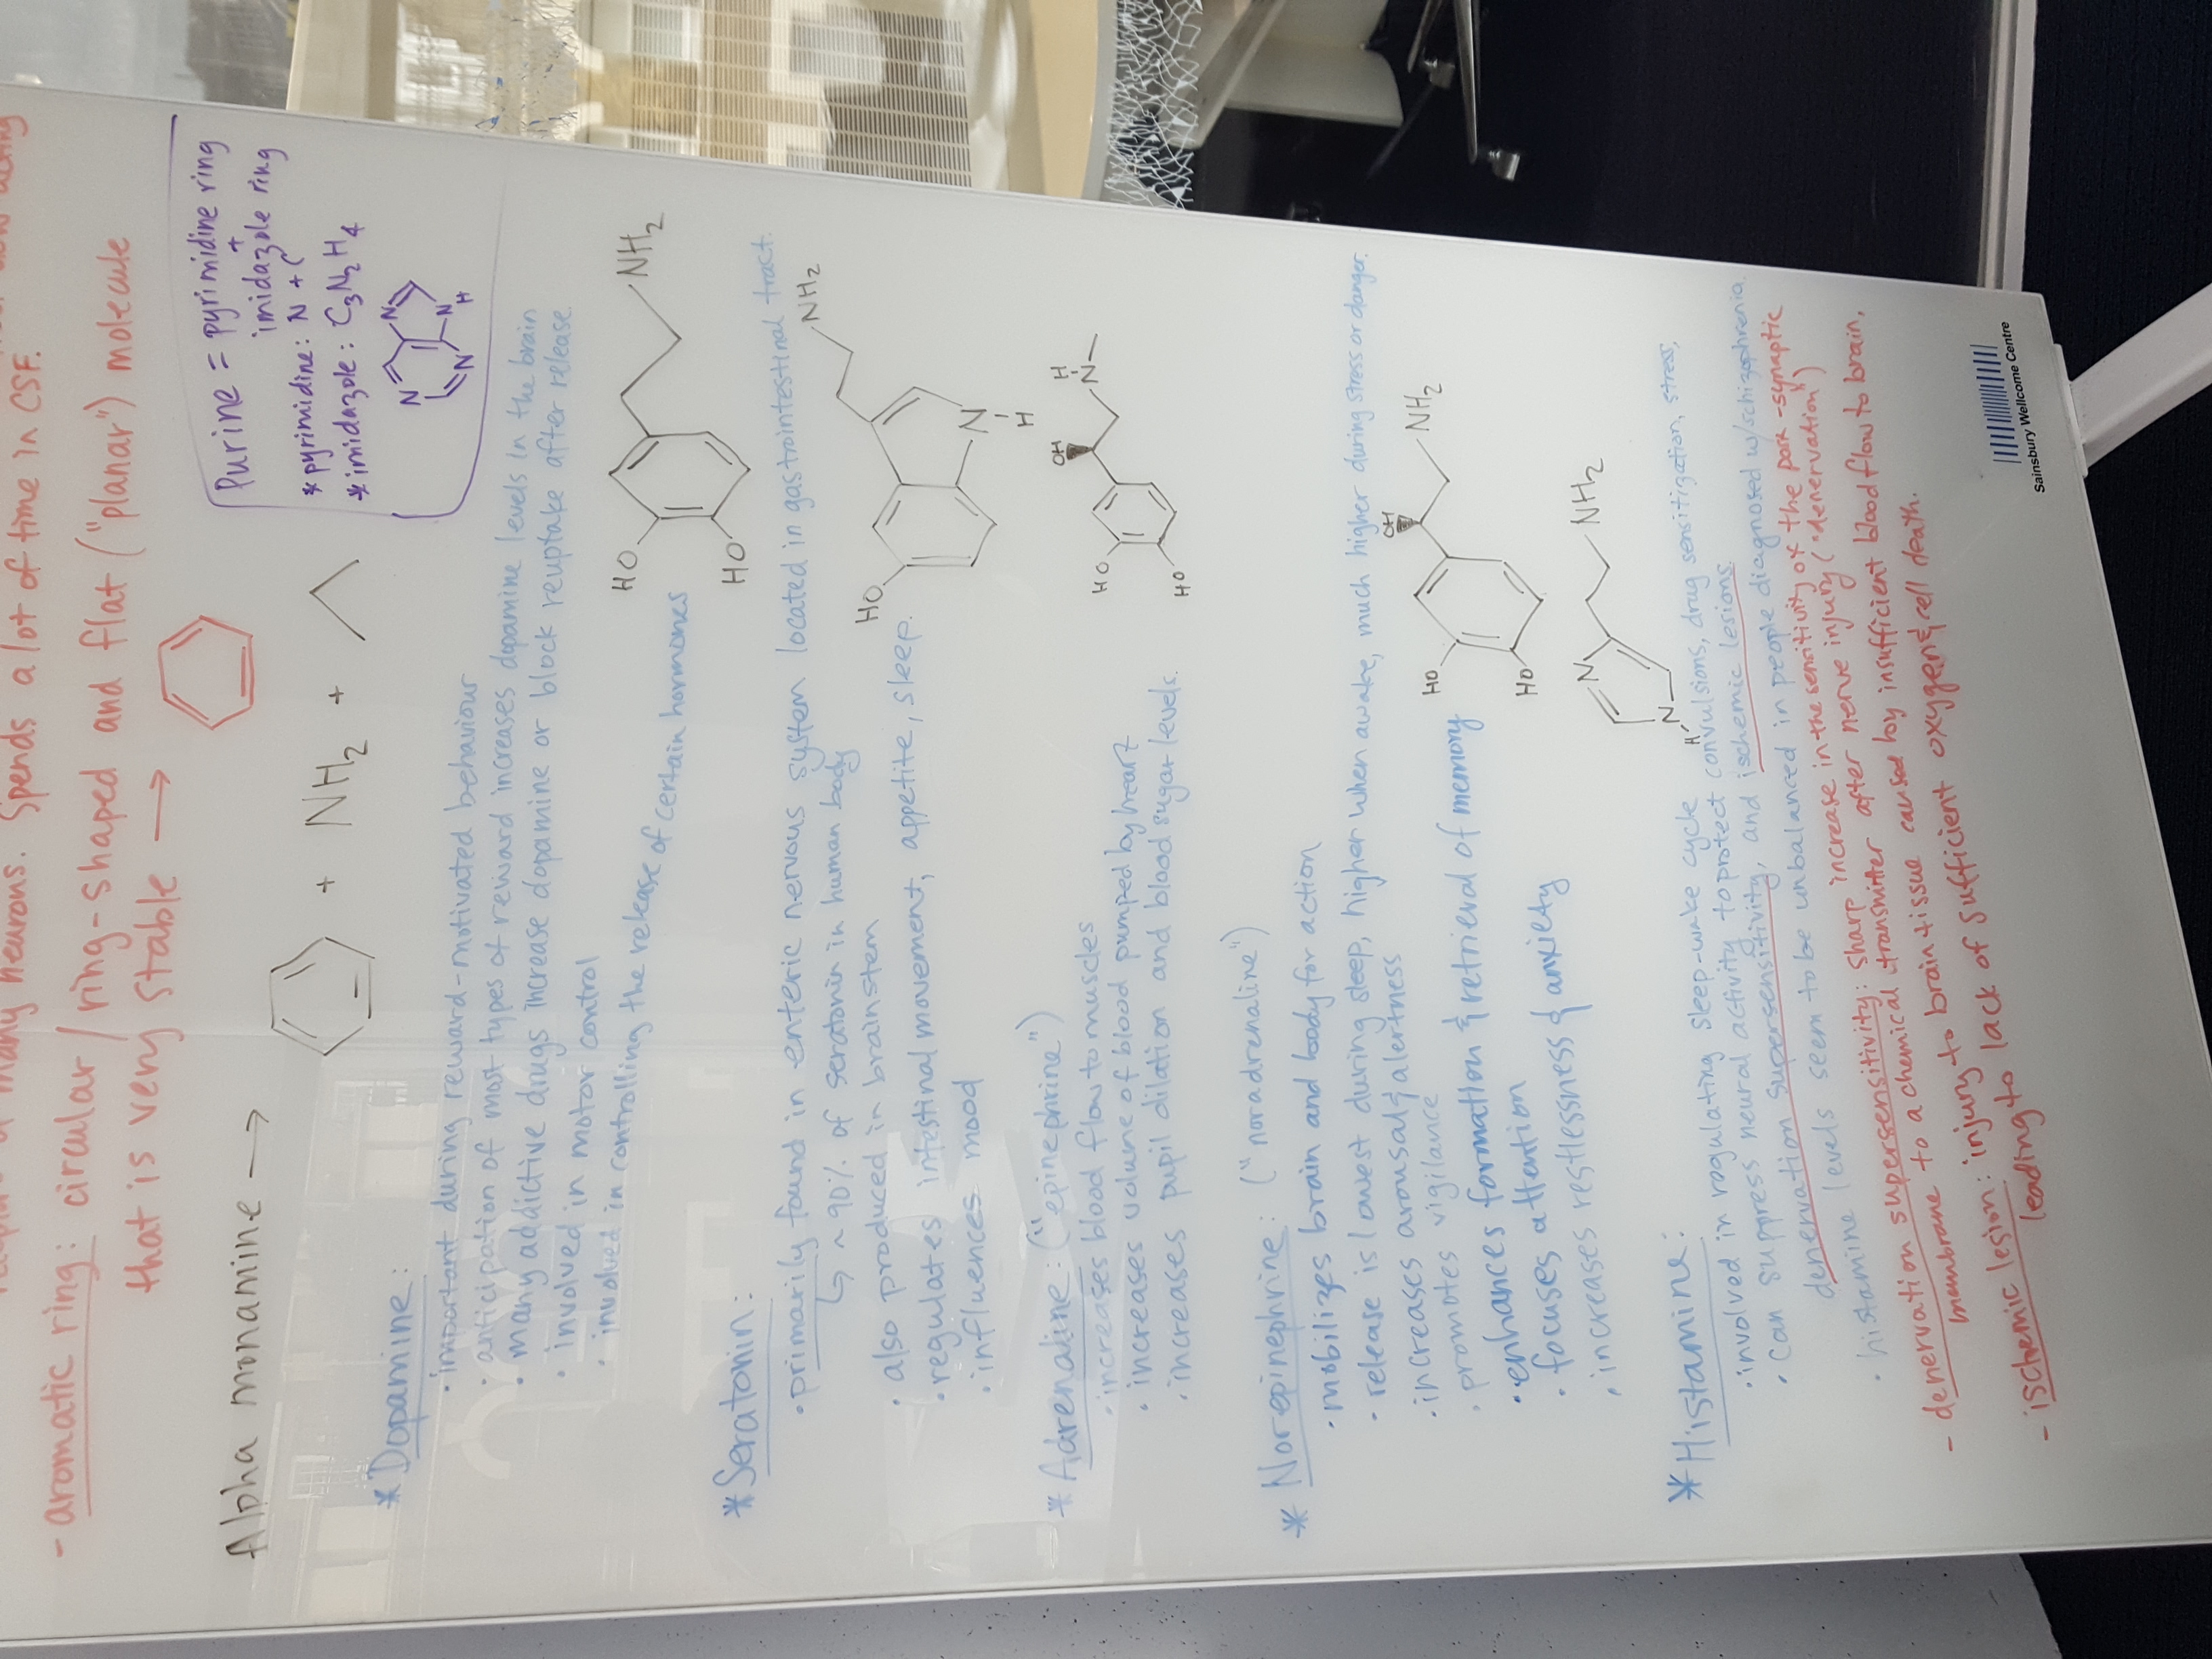 many neurons. Spends a lot of time in CSF. acting
- aromatic ring: circular / ring-shaped and flat ("planar") molecule
that is very stable →
Alpha monamine →
+ NH2 +
Purine = pyrimidine ring
+
imidazole ring
* pyrimidine: N + C
* imidazole: C3N2H4
N N
N N
H
* Dopamine:
· important during reward-motivated behaviour
· anticipation of most types of reward increases dopamine levels in the brain
· many addictive drugs increase dopamine or block reuptake after release.
· involved in motor control
· involved in controlling the release of certain hormones
HO NH2
HO
* Seratonin:
· primarily found in enteric nervous system located in gastrointestinal tract.
↳ ~90% of seratonin in human body
· also produced in brainstem
· regulates intestinal movement, appetite, sleep.
· influences mood
NH2
HO
N
H
* Adrenaline: ("epinephrine")
· increases blood flow to muscles
· increases volume of blood pumped by heart
· increases pupil dilation and blood sugar levels.
OH H
HO N
HO
* Norepinephrine: ("noradrenaline")
· mobilizes brain and body for action
· release is lowest during sleep, higher when awake, much higher during stress or danger.
· increases arousal & alertness
· promotes vigilance
· enhances formation & retrieval of memory
· focuses attention
· increases restlessness & anxiety
OH
HO NH2
HO
N NH2
N
H
* Histamine:
· involved in regulating sleep-wake cycle
· can suppress neural activity to protect convulsions, drug sensitization, stress,
denervation supersensitivity, and ischemic lesions.
· histamine levels seem to be unbalanced in people diagnosed w/schizophrenia.
- denervation supersensitivity: sharp increase in the sensitivity of the post-synaptic
membrane to a chemical transmitter after nerve injury ("denervation")
- ischemic lesion: injury to brain tissue caused by insufficient blood flow to brain,
leading to lack of sufficient oxygen & cell death.
Sainsbury Wellcome Centre